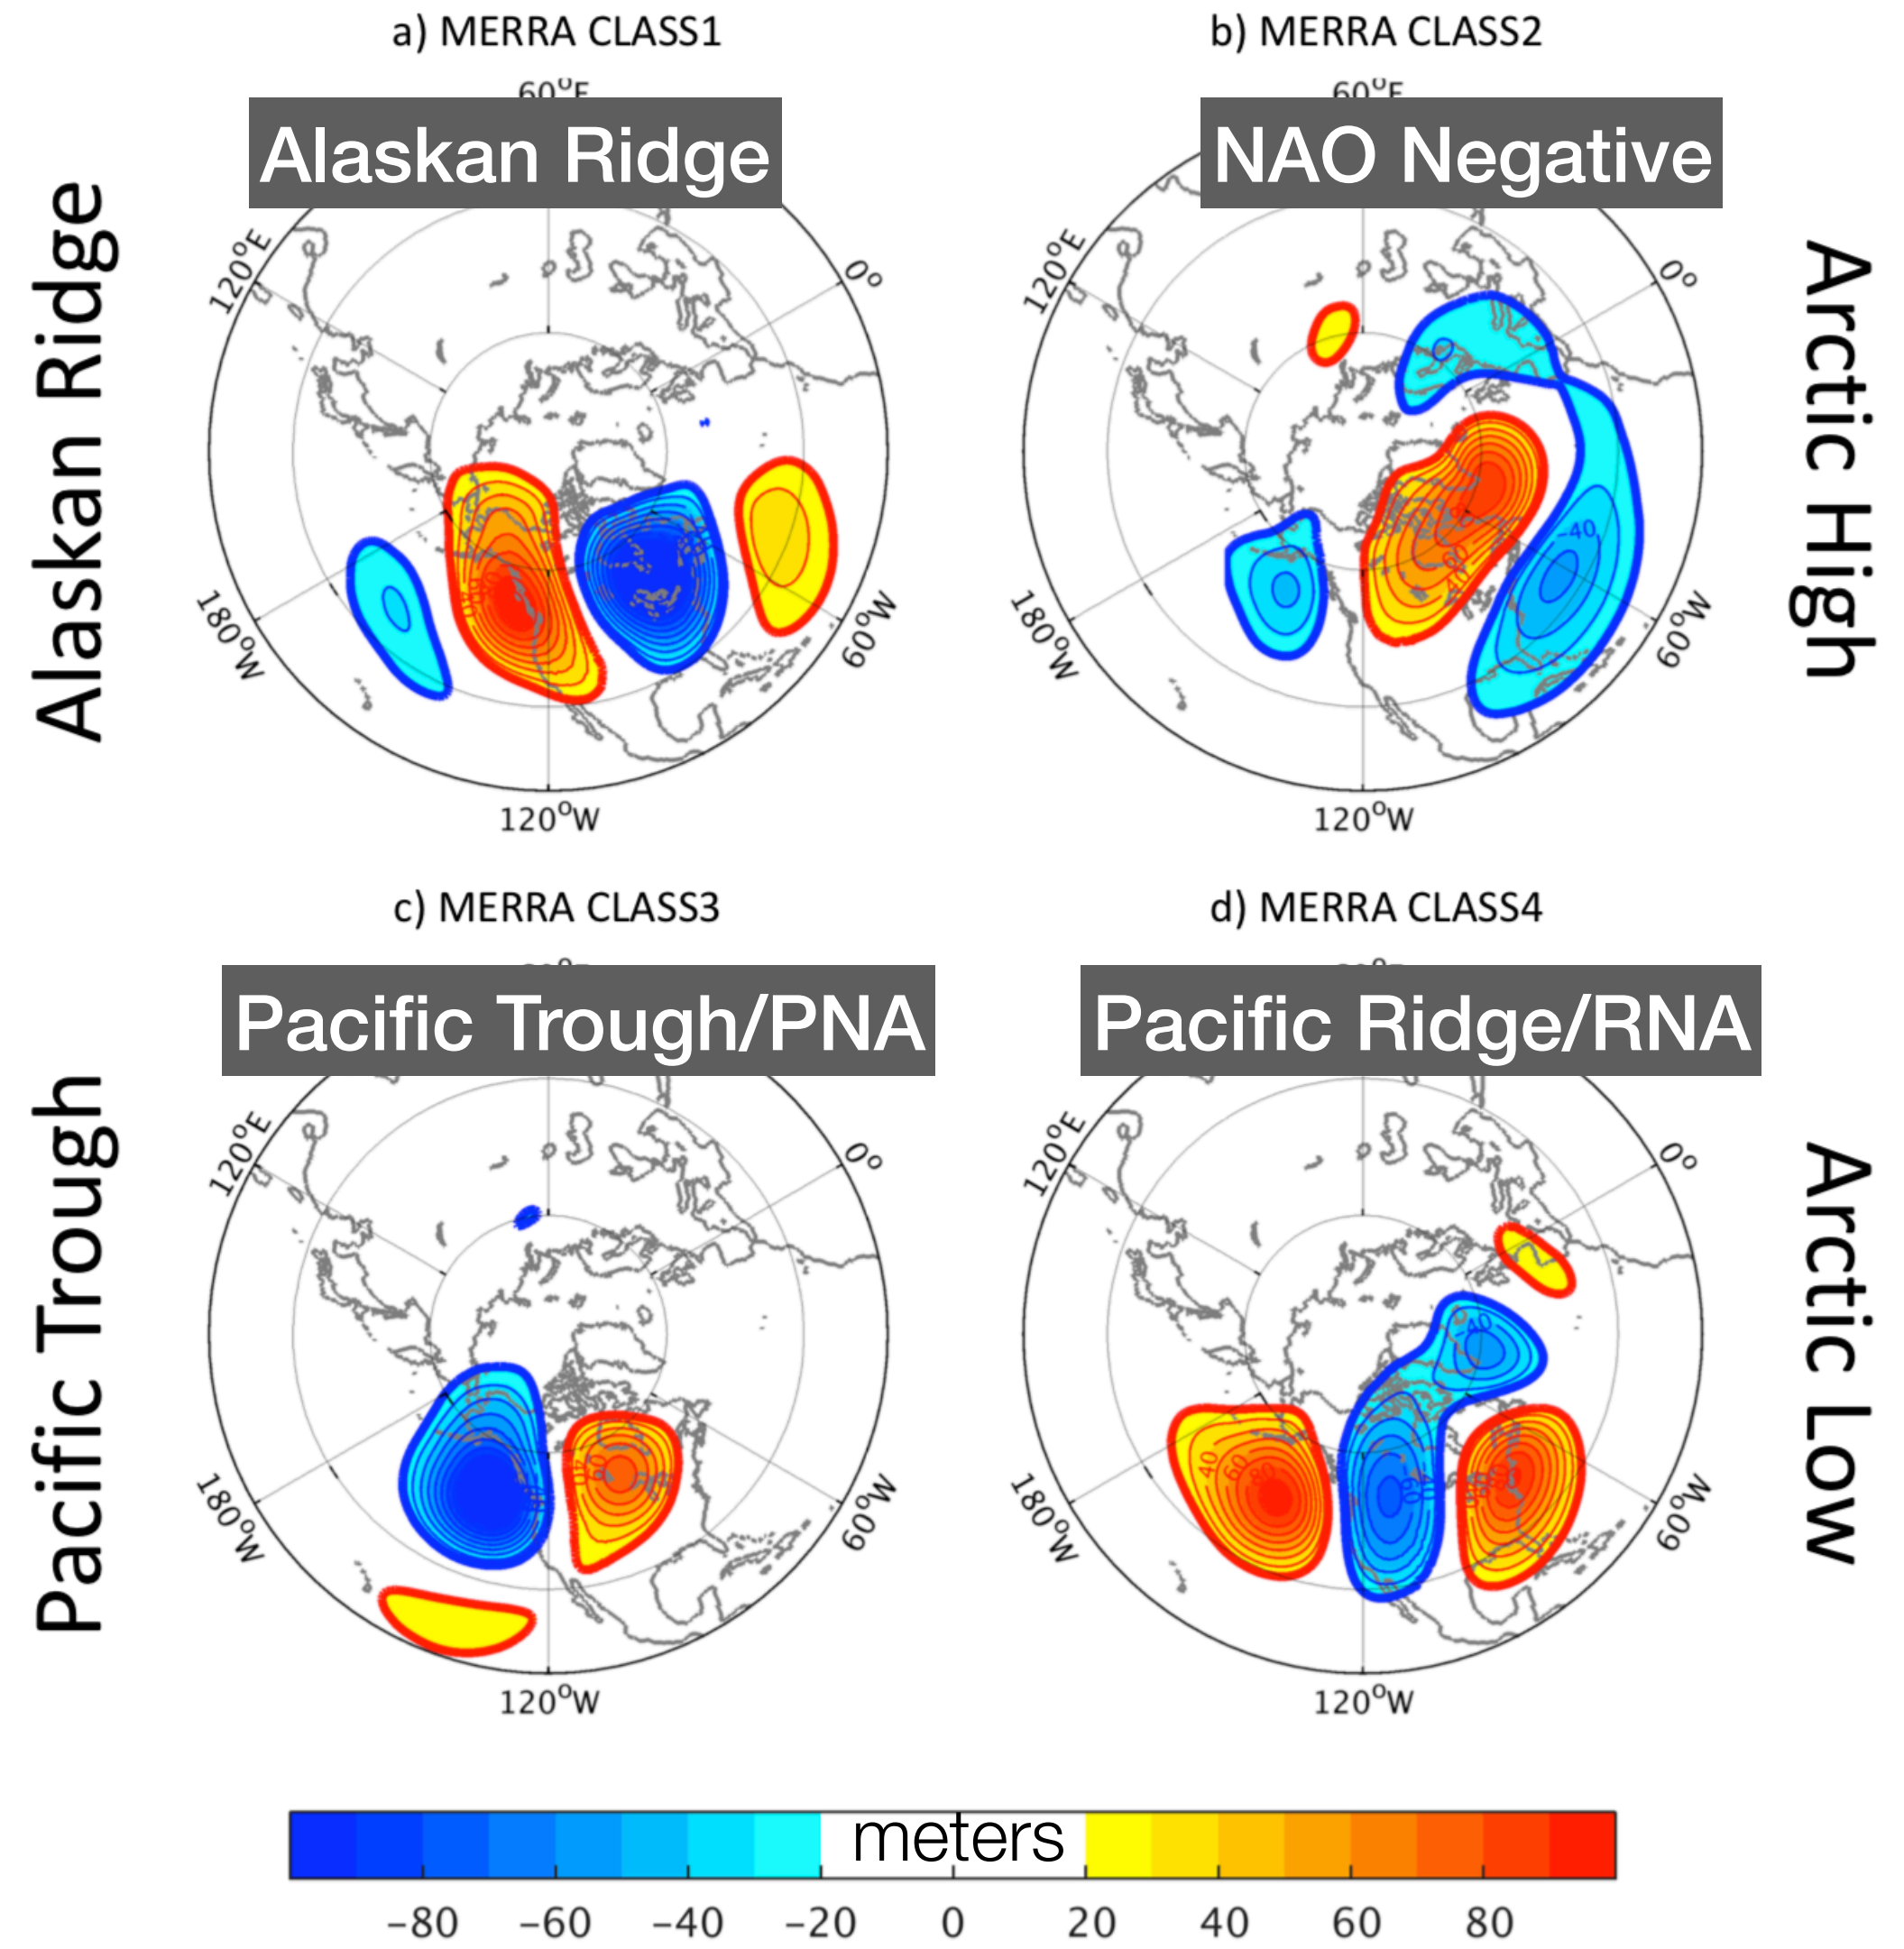 a) MERRA CLASS1
b) MERRA CLASS2
Alaskan Ridge
NAO Negative
Alaskan Ridge
Arctic High
120°E
0°
180°W
60°W
120°W
120°E
0°
-40
60
40
180°W
60°W
120°W
c) MERRA CLASS3
d) MERRA CLASS4
Pacific Trough/PNA
Pacific Ridge/RNA
Pacific Trough
Arctic Low
120°E
0°
180°W
60°W
120°W
120°E
0°
-40
40
60
80
180°W
60°W
120°W
meters
-80 -60 -40 -20 0 20 40 60 80